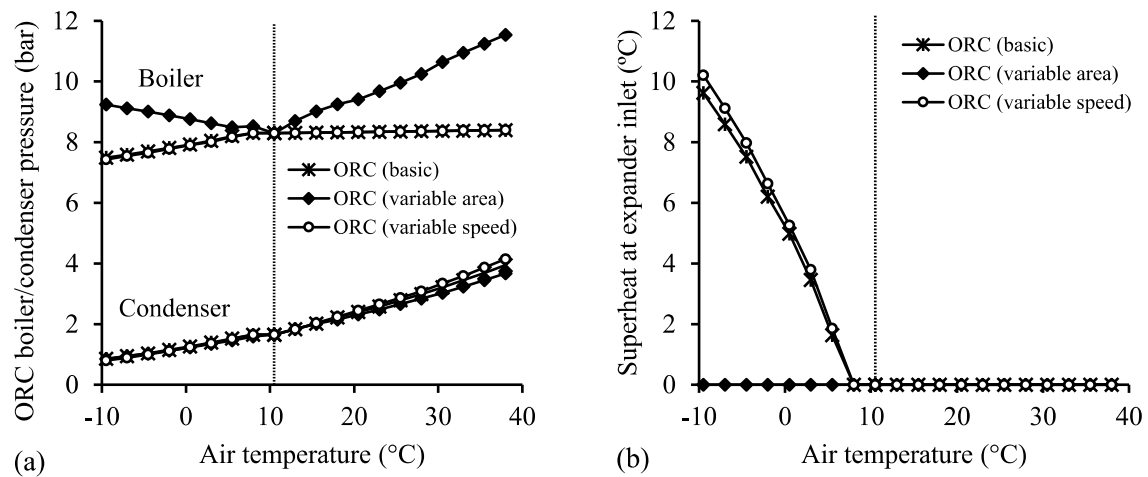 ORC boiler/condenser pressure (bar)
12
10
8
6
4
2
0
Boiler
ORC (basic)
ORC (variable area)
ORC (variable speed)
Condenser
-10 0 10 20 30 40
Air temperature (°C)
(a)
Superheat at expander inlet (ºC)
12
10
8
6
4
2
0
ORC (basic)
ORC (variable area)
ORC (variable speed)
-10 0 10 20 30 40
Air temperature (°C)
(b)